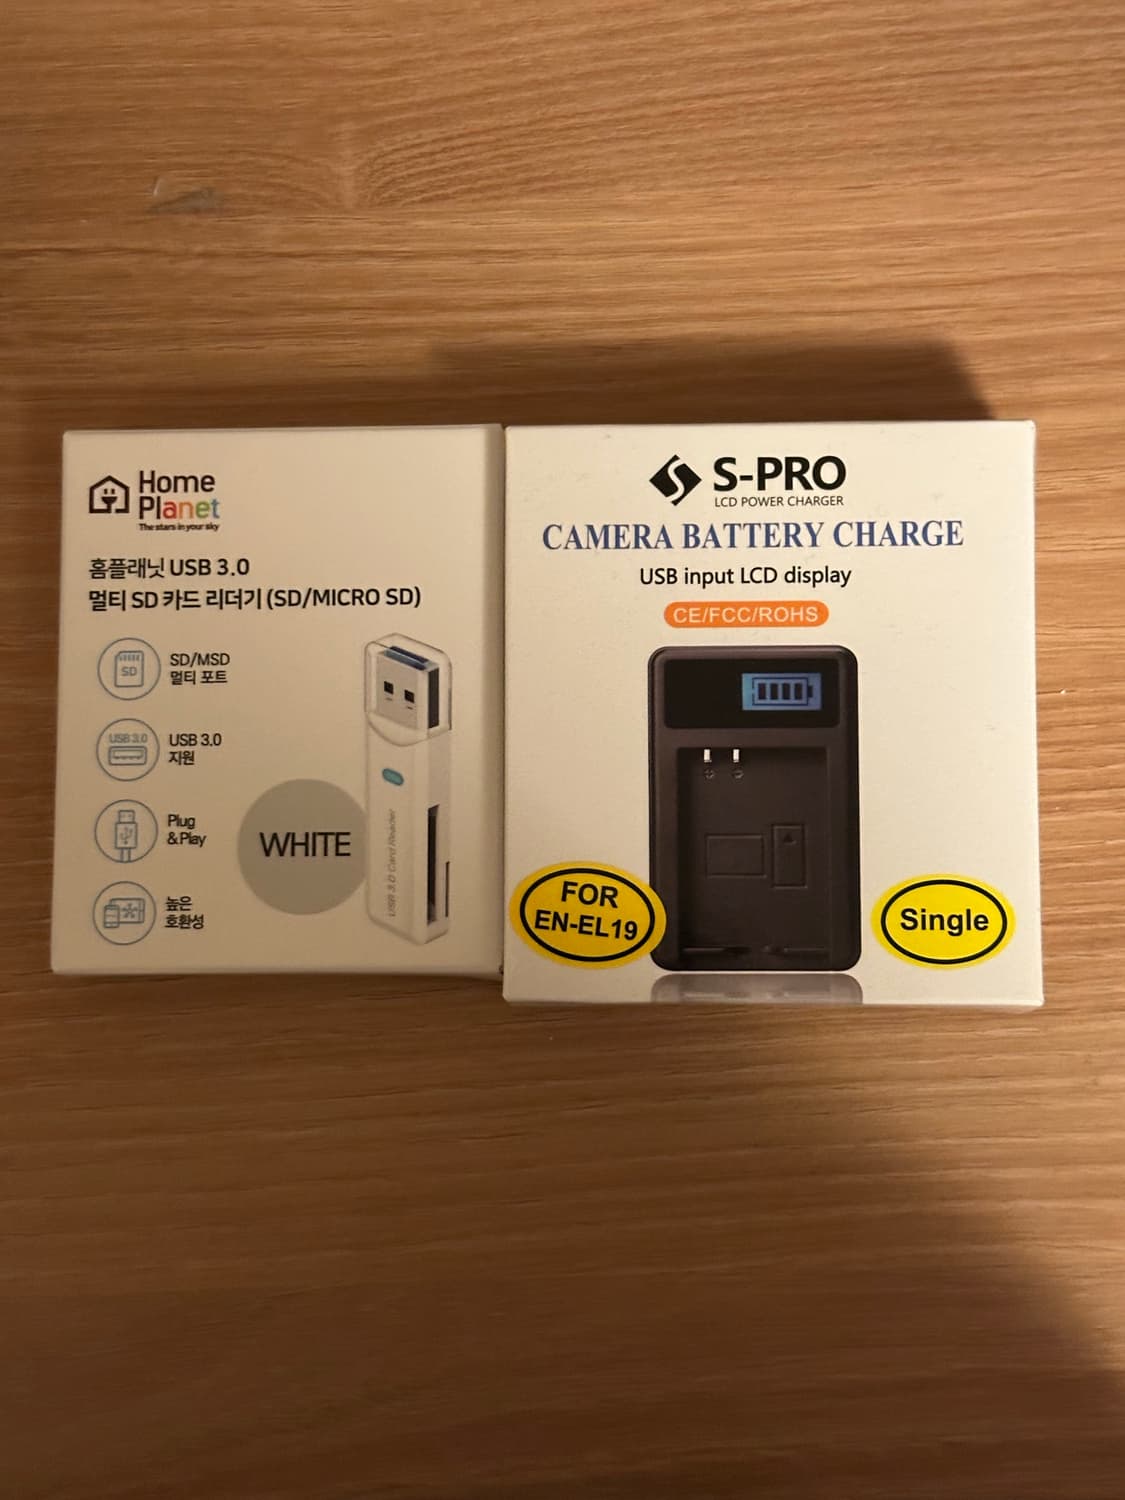 Home
Planet
The stars in your sky
홈플래닛 USB 3.0
멀티 SD 카드 리더기 (SD/MICRO SD)
SD
SD/MSD
멀티 포트
USB 3.0
USB 3.0
지원
Plug
& Play
높은
호환성
WHITE
USB 3.0 Card Reader
S-PRO
LCD POWER CHARGER
CAMERA BATTERY CHARGE
USB input LCD display
CE/FCC/ROHS
FOR
EN-EL19
Single